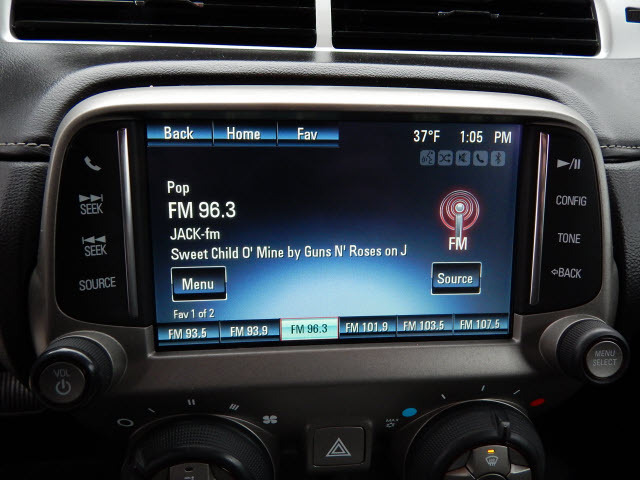 Back Home Fav 37°F 1:05 PM
Pop
FM 96.3
JACK-fm
Sweet Child O' Mine by Guns N' Roses on J
FM
Menu Source
Fav 1 of 2
FM 93.5 FM 93.9 FM 96.3 FM 101.9 FM 103.5 FM 107.5
SEEK
SEEK
SOURCE
CONFIG
TONE
BACK
VOL
MENU
SELECT